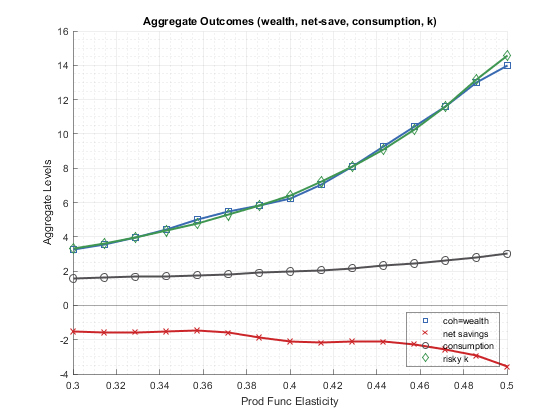 Aggregate Outcomes (wealth, net-save, consumption, k)
16
14
12
10
8
6
4
2
0
-2
-4
Aggregate Levels
0.3 0.32 0.34 0.36 0.38 0.4 0.42 0.44 0.46 0.48 0.5
Prod Func Elasticity
coh=wealth
net savings
consumption
risky k